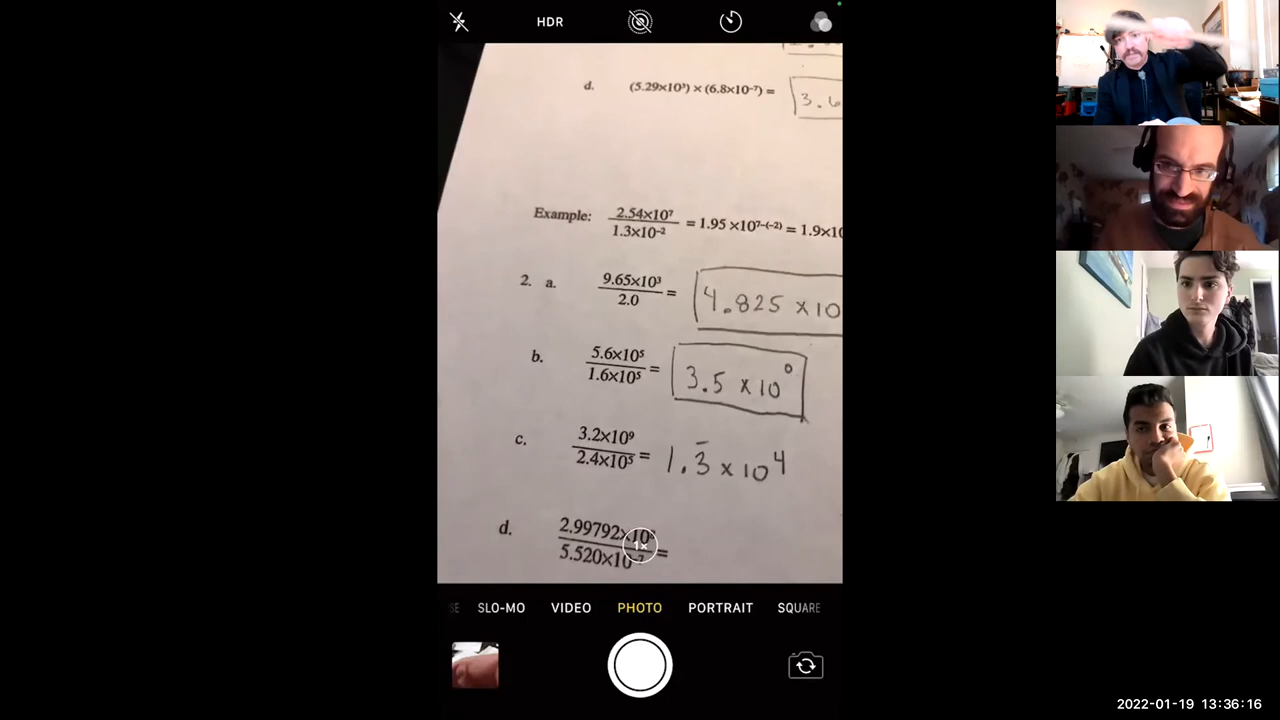 HDR
d. (5.29×10³) × (6.8×10⁻⁷) = 3.6
Example: 2.54×10⁷ / 1.3×10⁻² = 1.95 ×10⁷⁻⁽⁻²⁾ = 1.9×10
2. a. 9.65×10³ / 2.0 = 4.825 × 10
b. 5.6×10⁵ / 1.6×10⁵ = 3.5 × 10⁰
c. 3.2×10⁹ / 2.4×10⁵ = 1.3̄ × 10⁴
d. 2.99792×10 / 5.520×10 =
1×
SLO-MO VIDEO PHOTO PORTRAIT SQUARE
2022-01-19 13:36:16